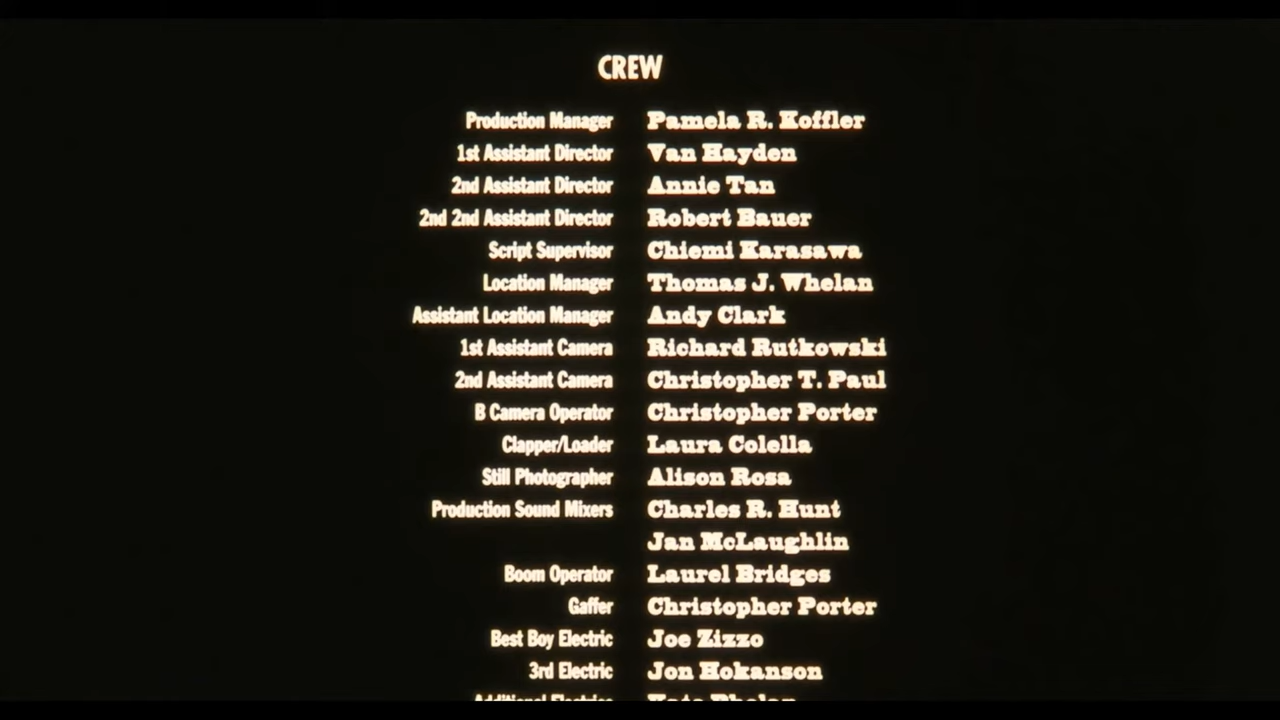 CREW
Production Manager Pamela R. Koffler
1st Assistant Director Van Hayden
2nd Assistant Director Annie Tan
2nd 2nd Assistant Director Robert Bauer
Script Supervisor Chiemi Karasawa
Location Manager Thomas J. Whelan
Assistant Location Manager Andy Clark
1st Assistant Camera Richard Rutkowski
2nd Assistant Camera Christopher T. Paul
B Camera Operator Christopher Porter
Clapper/Loader Laura Colella
Still Photographer Alison Rosa
Production Sound Mixers Charles R. Hunt
Jan McLaughlin
Boom Operator Laurel Bridges
Gaffer Christopher Porter
Best Boy Electric Joe Zizzo
3rd Electric Jon Hokanson